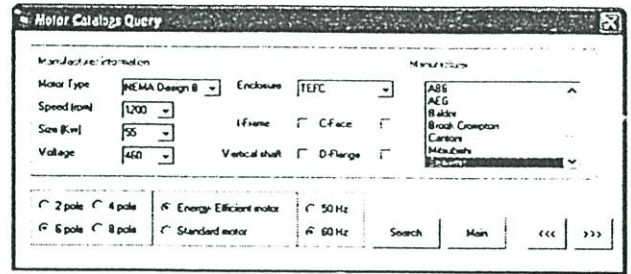 Motor Catalogs Query
Manufacturer information
Manufacturer
Motor Type NEMA Design B Enclosure TEFC
Speed (rpm) 1200
Size (Kw) 55
Voltage 460
I-Frame C-Face
Vertical shaft D-Flange
ABB
AEG
Baldor
Brook Crompton
Cantoni
Mitsubishi
2 pole 4 pole
6 pole 8 pole
Energy- Efficient motor
Standard motor
50 Hz
60 Hz
Search Main <<< >>>